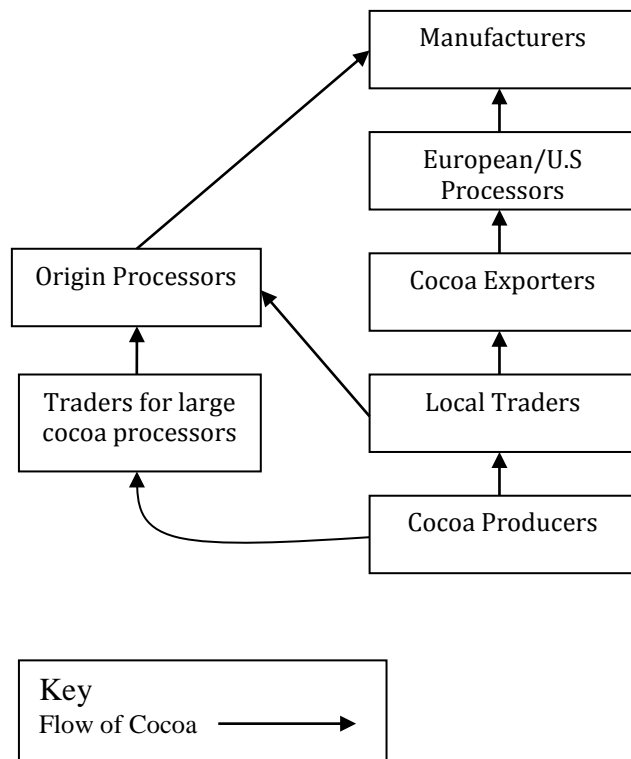 Manufacturers
European/U.S
Processors
Origin Processors
Cocoa Exporters
Traders for large
cocoa processors
Local Traders
Cocoa Producers
Key
Flow of Cocoa